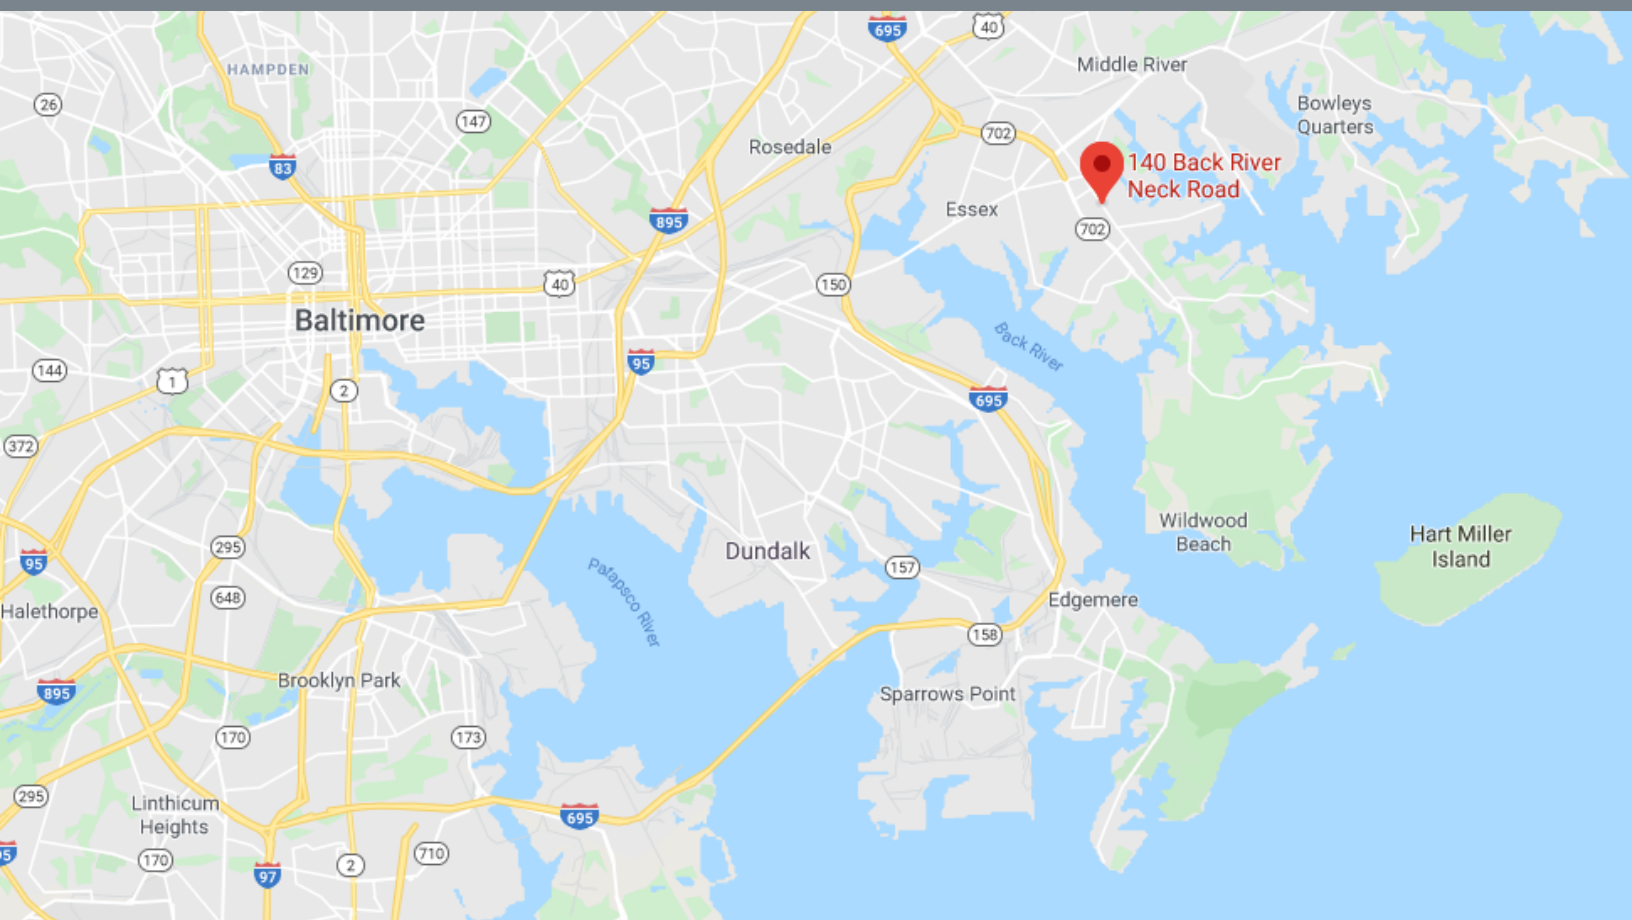 695
40
Middle River
HAMPDEN
Bowleys
Quarters
26
147
702
Rosedale
83
140 Back River
Neck Road
Essex
895
702
129
40
150
Baltimore
Back River
95
144
1
2
695
372
Wildwood
Beach
Hart Miller
Island
295
Dundalk
95
157
Patapsco River
648
Halethorpe
Edgemere
158
Brooklyn Park
895
Sparrows Point
170
173
295
Linthicum
Heights
695
710
95
170
2
97